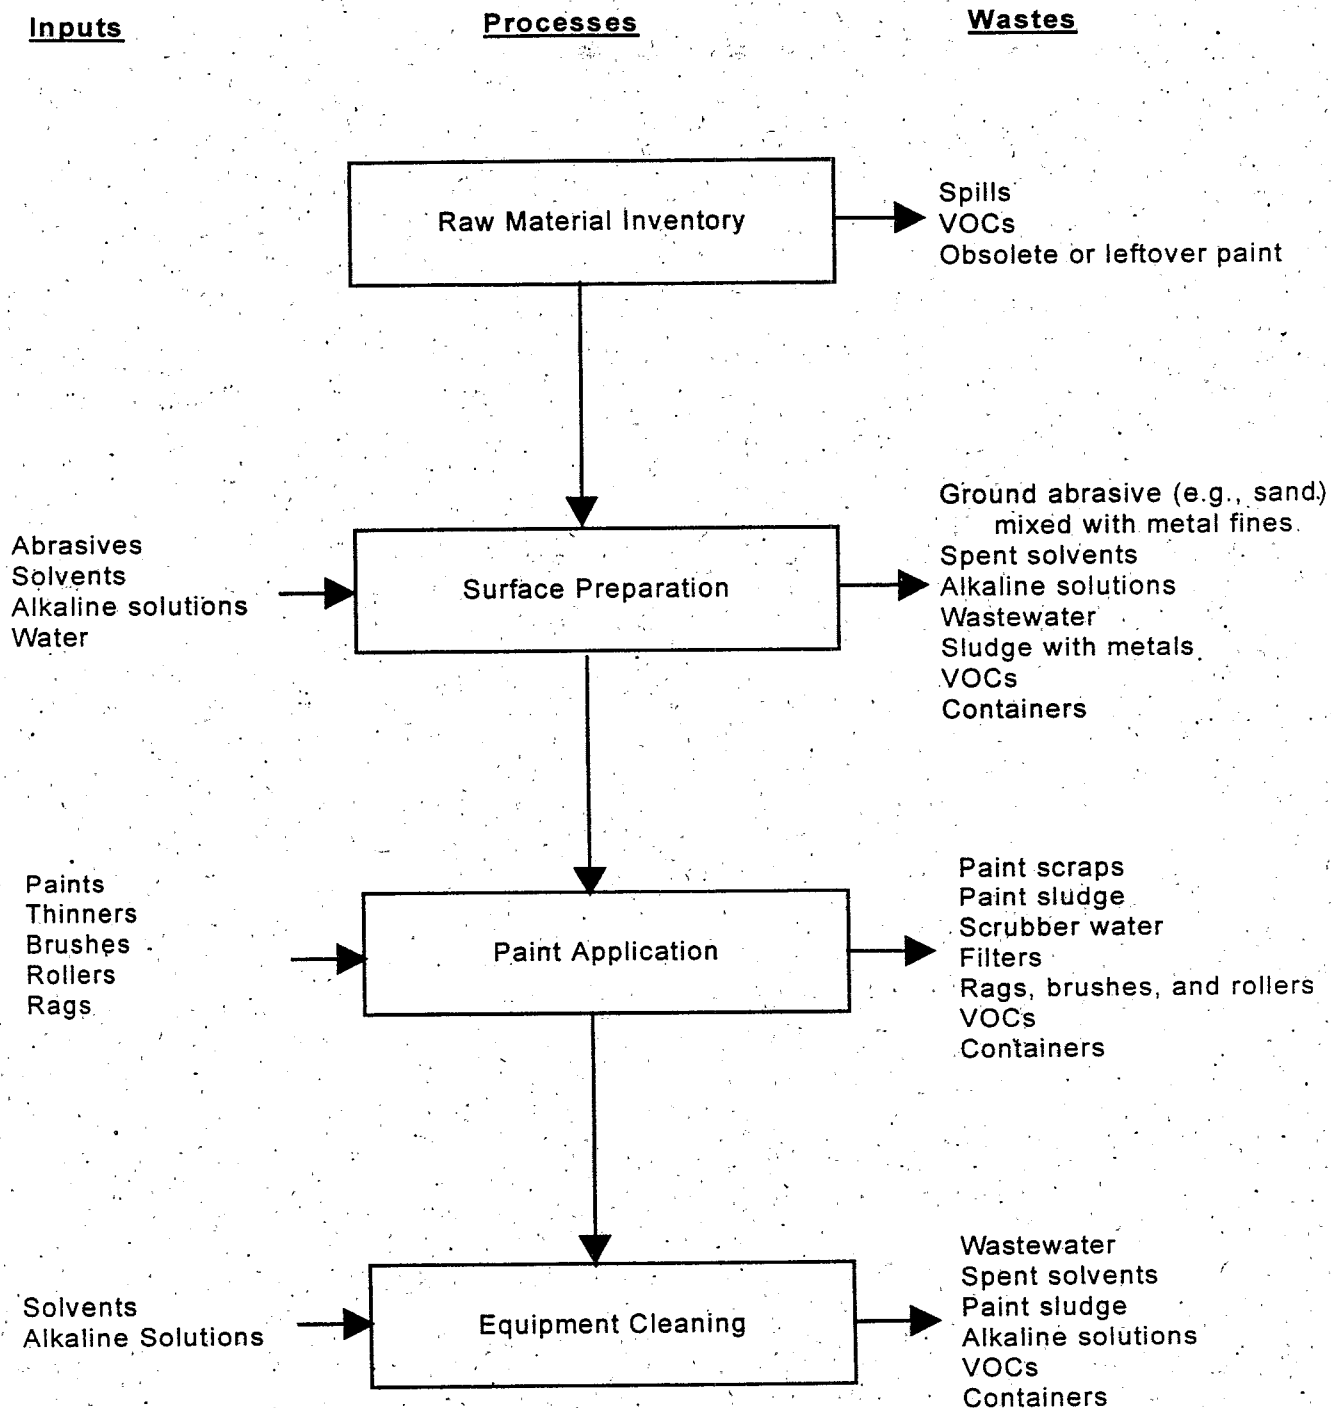 Inputs
Processes
Wastes
Raw Material Inventory
Spills
VOCs
Obsolete or leftover paint
Abrasives
Solvents
Alkaline solutions
Water
Surface Preparation
Ground abrasive (e.g., sand)
mixed with metal fines
Spent solvents
Alkaline solutions
Wastewater
Sludge with metals
VOCs
Containers
Paints
Thinners
Brushes
Rollers
Rags
Paint Application
Paint scraps
Paint sludge
Scrubber water
Filters
Rags, brushes, and rollers
VOCs
Containers
Solvents
Alkaline Solutions
Equipment Cleaning
Wastewater
Spent solvents
Paint sludge
Alkaline solutions
VOCs
Containers